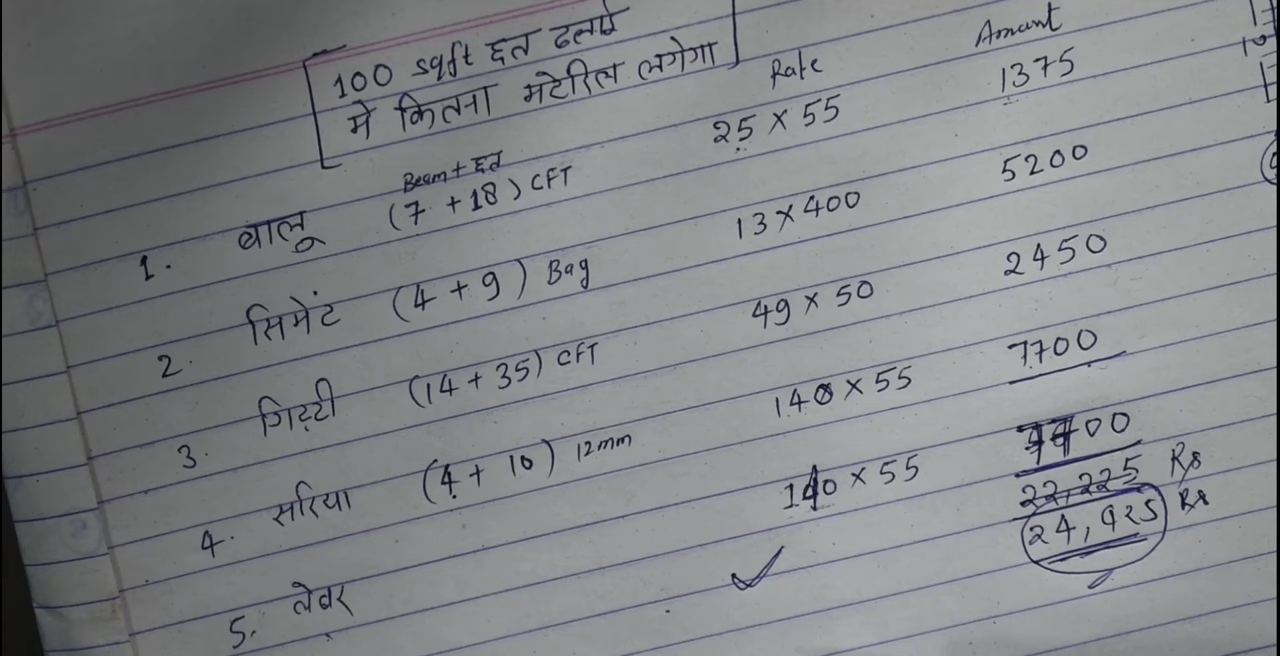 [100 sqft छत ढलाई
मे कितना मटेरिल लगेगा]
Rate Amount
Beam + छत
1. बालू (7 + 18) CFT 25 × 55 1375
2. सिमेंट (4 + 9) Bag 13 × 400 5200
3. गिट्टी (14 + 35) CFT 49 × 50 2450
4. सरिया (4 + 10) 12mm 140 × 55 7700
5. लेबर 140 × 55 7700
22,225 Rs
24,425 Rs